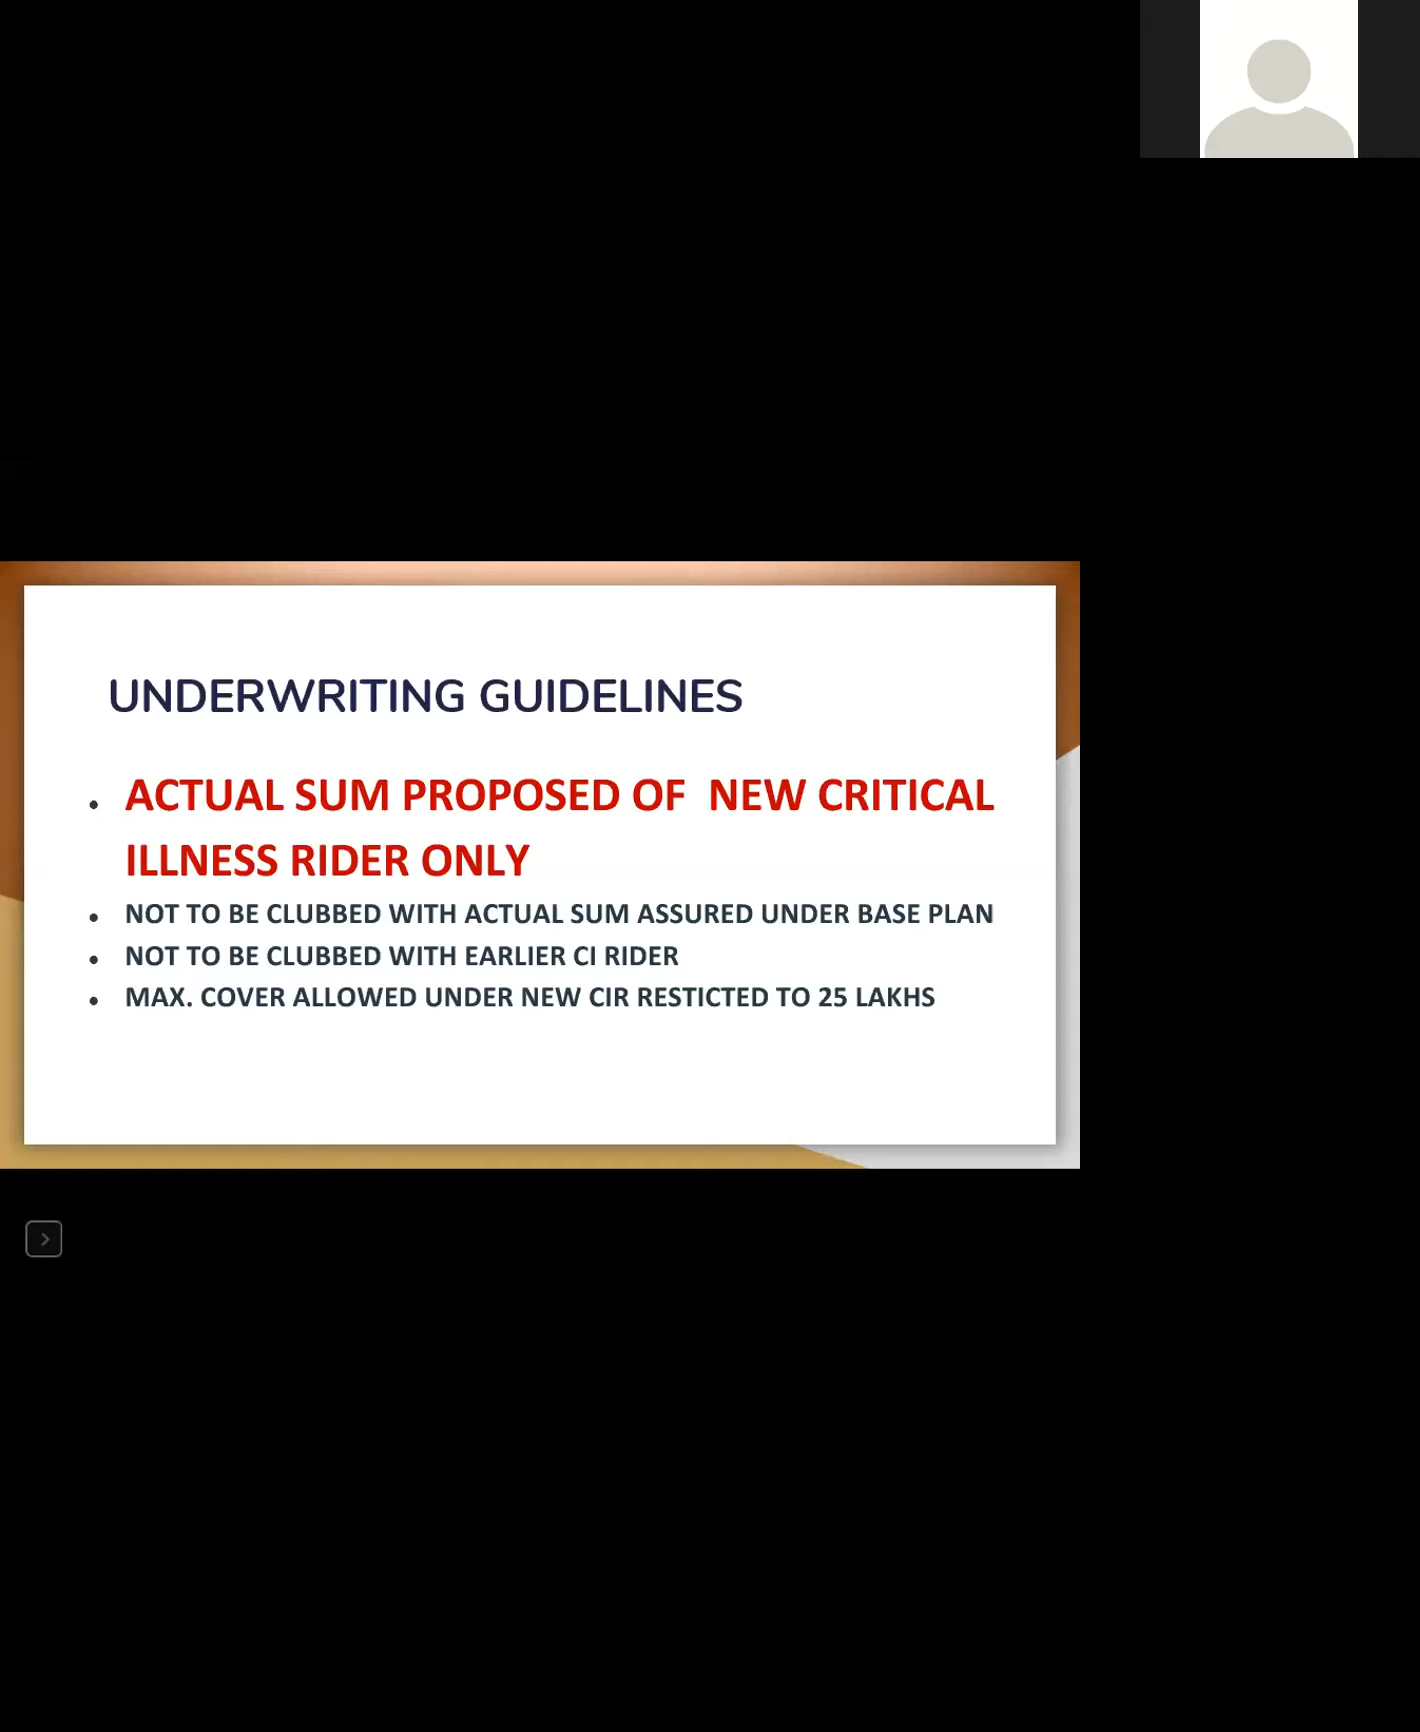 UNDERWRITING GUIDELINES
• ACTUAL SUM PROPOSED OF  NEW CRITICAL
ILLNESS RIDER ONLY
• NOT TO BE CLUBBED WITH ACTUAL SUM ASSURED UNDER BASE PLAN
• NOT TO BE CLUBBED WITH EARLIER CI RIDER
• MAX. COVER ALLOWED UNDER NEW CIR RESTICTED TO 25 LAKHS